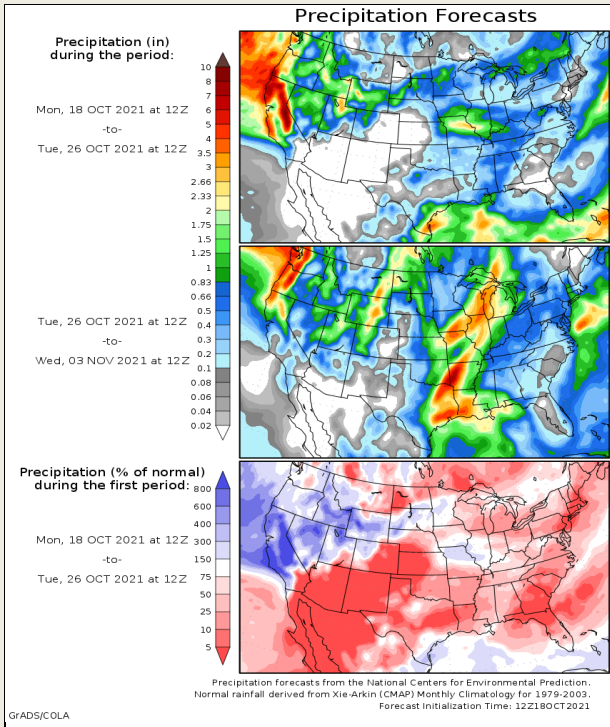 Precipitation Forecasts
Precipitation (in)
during the period:
Mon, 18 OCT 2021 at 12Z
-to-
Tue, 26 OCT 2021 at 12Z
10
8
7
6
5
4
3.5
3
2.66
2.33
2
1.75
1.5
1.25
1
0.83
0.66
0.5
0.4
0.3
0.2
0.1
0.08
0.06
0.04
0.02
Tue, 26 OCT 2021 at 12Z
-to-
Wed, 03 NOV 2021 at 12Z
Precipitation (% of normal)
during the first period:
Mon, 18 OCT 2021 at 12Z
-to-
Tue, 26 OCT 2021 at 12Z
800
600
400
300
150
75
50
25
10
5
Precipitation forecasts from the National Centers for Environmental Prediction.
Normal rainfall derived from Xie-Arkin (CMAP) Monthly Climatology for 1979-2003.
Forecast Initialization Time: 12Z18OCT2021
GrADS/COLA